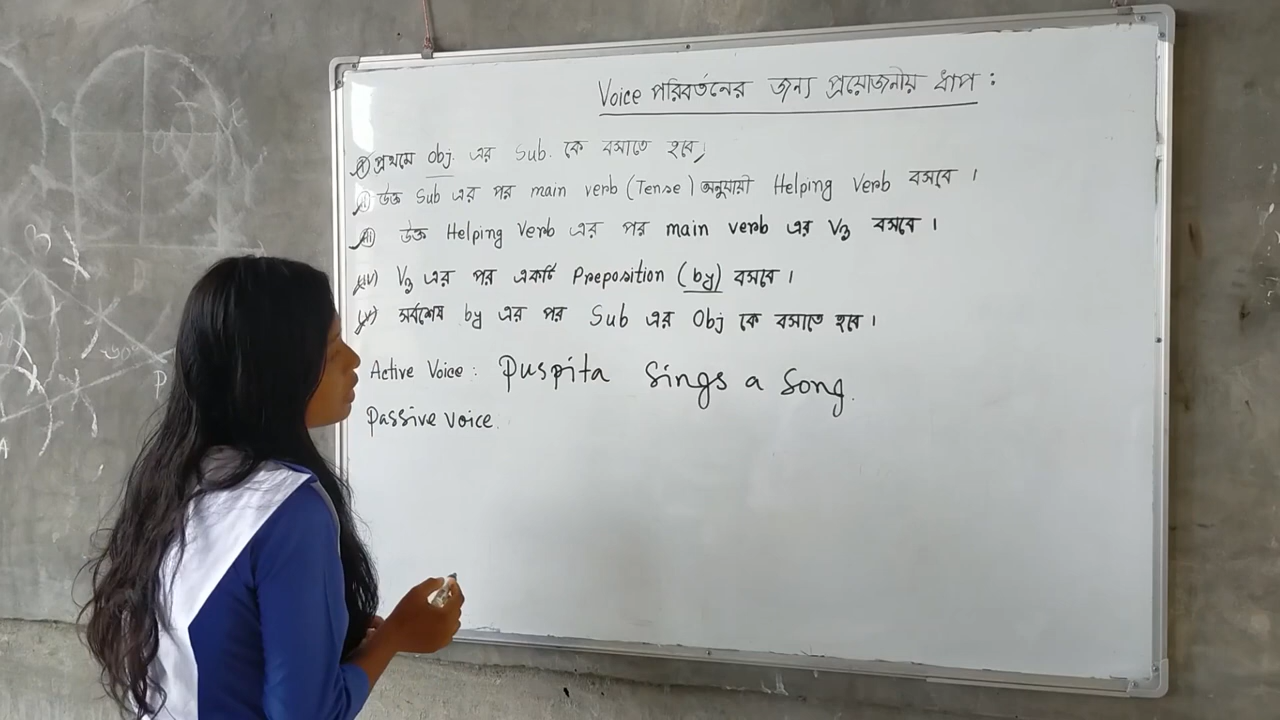 Voice পরিবর্তনের জন্য প্রয়োজনীয় ধাপ :
i) প্রথমে obj. এর Sub. কে বসাতে হবে,
ii) উক্ত Sub এর পর main verb (Tense) অনুযায়ী Helping Verb বসবে ।
iii) উক্ত Helping Verb এর পর main verb এর V3 বসবে ।
iv) V3 এর পর একটি Preposition (by) বসবে ।
v) সর্বশেষ by এর পর Sub এর Obj কে বসাতে হবে ।
Active Voice : Puspita Sings a Song.
Passive voice.